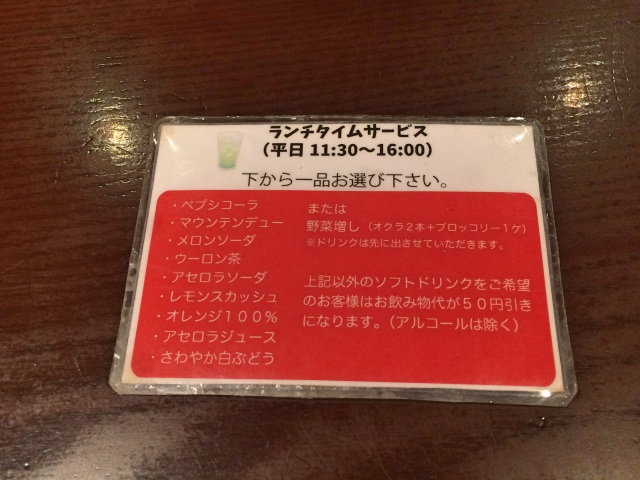 ランチタイムサービス
(平日 11:30〜16:00)
下から一品お選び下さい。
・ペプシコーラ
・マウンテンデュー
・メロンソーダ
・ウーロン茶
・アセロラソーダ
・レモンスカッシュ
・オレンジ100%
・アセロラジュース
・さわやか白ぶどう
または
野菜増し(オクラ2本+ブロッコリー1ケ)
※ドリンクは先に出させていただきます。
上記以外のソフトドリンクをご希望
のお客様はお飲み物代が50円引き
になります。(アルコールは除く)